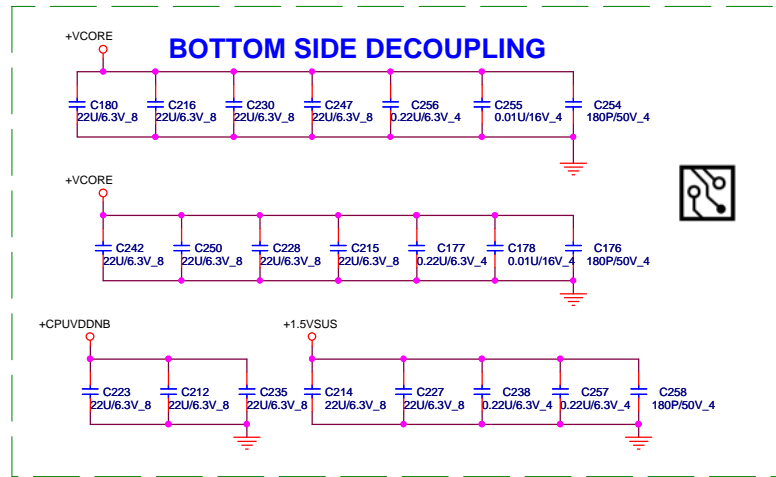 +VCORE
BOTTOM SIDE DECOUPLING
C180 C216 C230 C247 C256 C255 C254
22U/6.3V_8 22U/6.3V_8 22U/6.3V_8 22U/6.3V_8 0.22U/6.3V_4 0.01U/16V_4 180P/50V_4
+VCORE
C242 C250 C228 C215 C177 C178 C176
22U/6.3V_8 22U/6.3V_8 22U/6.3V_8 22U/6.3V_8 0.22U/6.3V_4 0.01U/16V_4 180P/50V_4
+CPUVDDNB +1.5VSUS
C223 C212 C235 C214 C227 C238 C257 C258
22U/6.3V_8 22U/6.3V_8 22U/6.3V_8 22U/6.3V_8 22U/6.3V_8 0.22U/6.3V_4 0.22U/6.3V_4 180P/50V_4